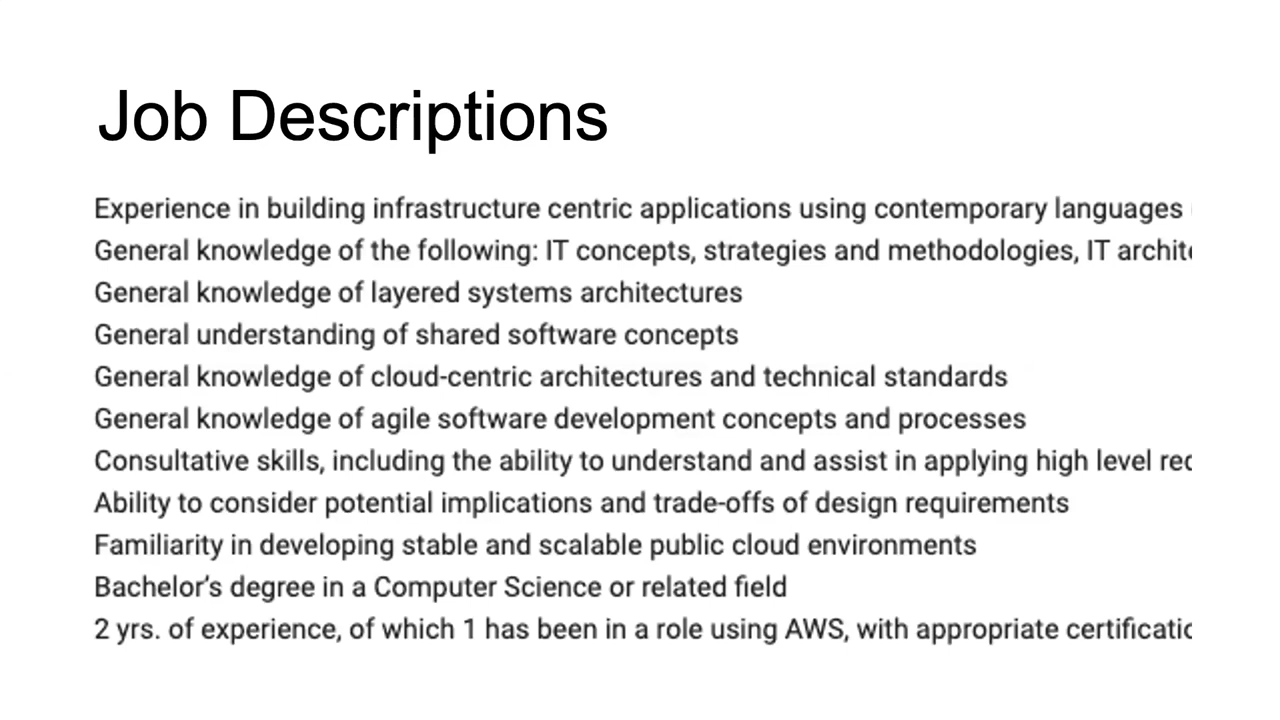 Job Descriptions
Experience in building infrastructure centric applications using contemporary languages
General knowledge of the following: IT concepts, strategies and methodologies, IT
General knowledge of layered systems architectures
General understanding of shared software concepts
General knowledge of cloud-centric architectures and technical standards
General knowledge of agile software development concepts and processes
Consultative skills, including the ability to understand and assist in applying high level
Ability to consider potential implications and trade-offs of design requirements
Familiarity in developing stable and scalable public cloud environments
Bachelor's degree in a Computer Science or related field
2 yrs. of experience, of which 1 has been in a role using AWS, with appropriate